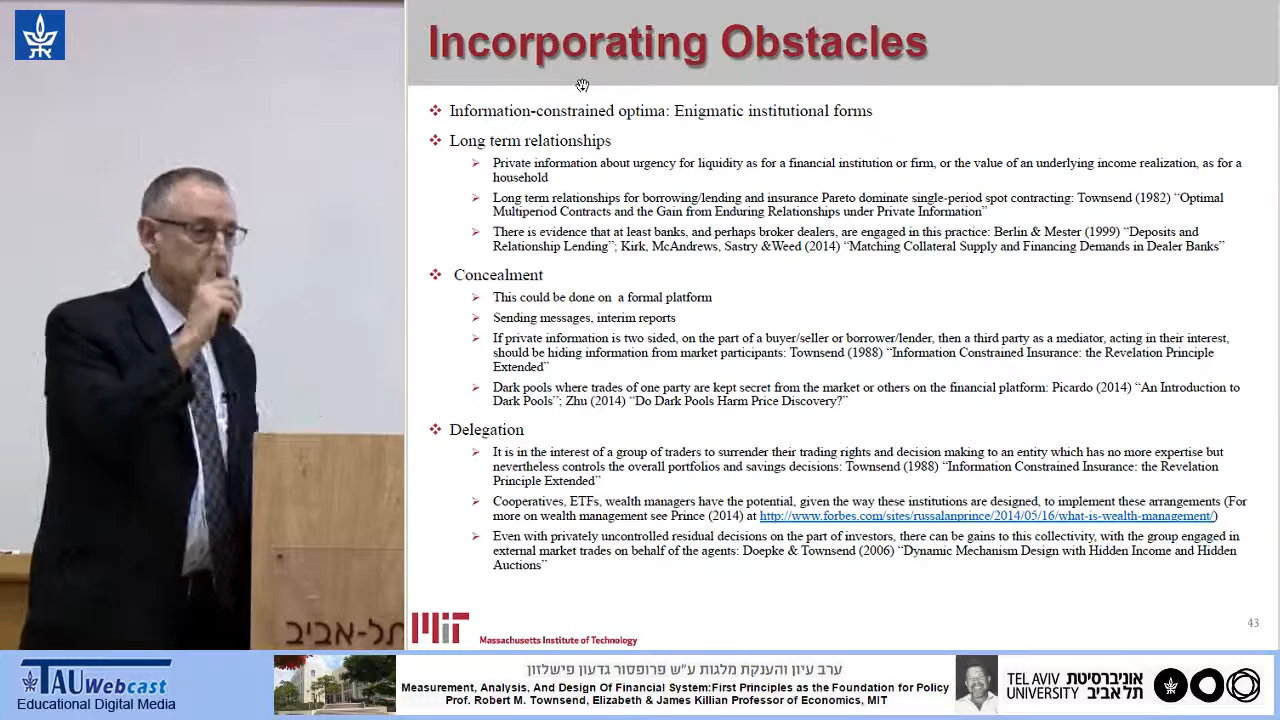 Incorporating Obstacles
Information-constrained optima: Enigmatic institutional forms
Long term relationships
Private information about urgency for liquidity as for a financial institution or firm, or the value of an underlying income realization, as for a
household
Long term relationships for borrowing/lending and insurance Pareto dominate single-period spot contracting: Townsend (1982) “Optimal
Multiperiod Contracts and the Gain from Enduring Relationships under Private Information”
There is evidence that at least banks, and perhaps broker dealers, are engaged in this practice: Berlin & Mester (1999) “Deposits and
Relationship Lending”; Kirk, McAndrews, Sastry &Weed (2014) “Matching Collateral Supply and Financing Demands in Dealer Banks”
Concealment
This could be done on a formal platform
Sending messages, interim reports
If private information is two sided, on the part of a buyer/seller or borrower/lender, then a third party as a mediator, acting in their interest,
should be hiding information from market participants: Townsend (1988) “Information Constrained Insurance: the Revelation Principle
Extended”
Dark pools where trades of one party are kept secret from the market or others on the financial platform: Picardo (2014) “An Introduction to
Dark Pools”; Zhu (2014) “Do Dark Pools Harm Price Discovery?”
Delegation
It is in the interest of a group of traders to surrender their trading rights and decision making to an entity which has no more expertise but
nevertheless controls the overall portfolios and savings decisions: Townsend (1988) “Information Constrained Insurance: the Revelation
Principle Extended”
Cooperatives, ETFs, wealth managers have the potential, given the way these institutions are designed, to implement these arrangements (For
more on wealth management see Prince (2014) at http://www.forbes.com/sites/russalanprince/2014/05/16/what-is-wealth-management/)
Even with privately uncontrolled residual decisions on the part of investors, there can be gains to this collectivity, with the group engaged in
external market trades on behalf of the agents: Doepke & Townsend (2006) “Dynamic Mechanism Design with Hidden Income and Hidden
Auctions”
43
MIT
Massachusetts Institute of Technology
תל-אביב
TAU Webcast
Educational Digital Media
ערב עיון והענקת מלגות ע"ש פרופסור גדעון פישלזון
Measurement, Analysis, And Design Of Financial System:First Principles as the Foundation for Policy
Prof. Robert M. Townsend, Elizabeth & James Killian Professor of Economics, MIT
TEL AVIV אוניברסיטת
UNIVERSITY תל אביב